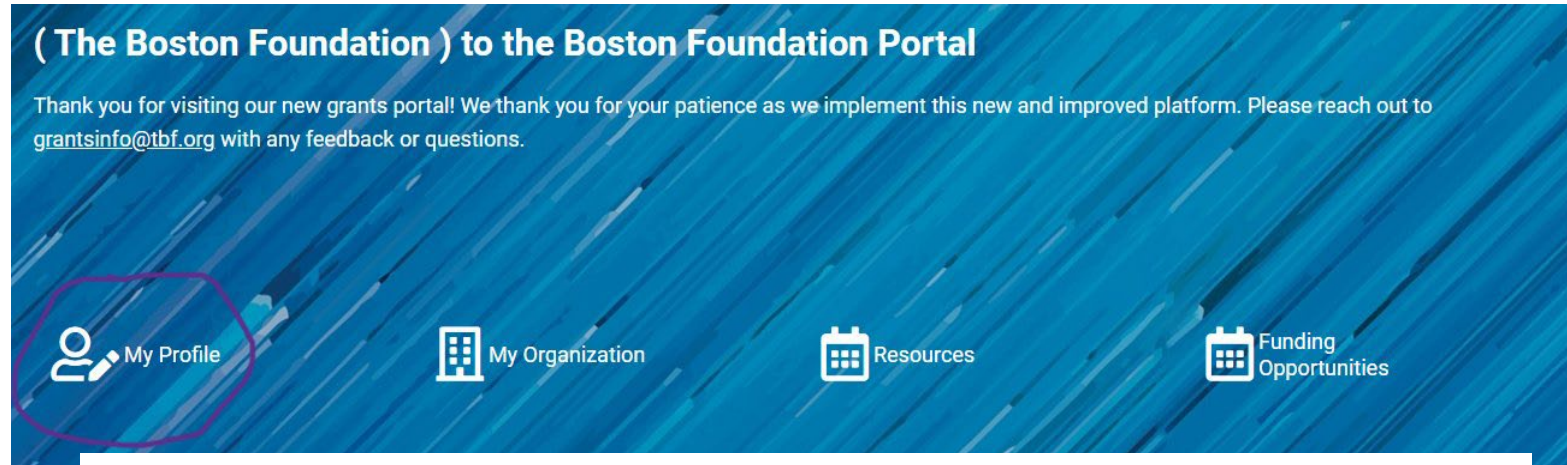 ( The Boston Foundation ) to the Boston Foundation Portal
Thank you for visiting our new grants portal! We thank you for your patience as we implement this new and improved platform. Please reach out to
grantsinfo@tbf.org with any feedback or questions.
My Profile
My Organization
Resources
Funding
Opportunities